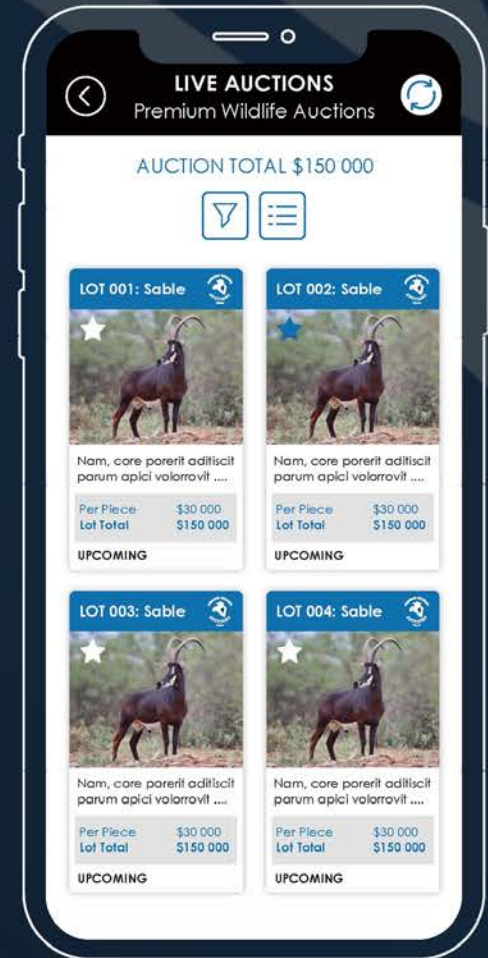 LIVE AUCTIONS
Premium Wildlife Auctions
AUCTION TOTAL $150 000
LOT 001: Sable
Nam, core porerit aditiscit
parum apici volorrovit ....
Per Piece $30 000
Lot Total $150 000
UPCOMING
LOT 002: Sable
Nam, core porerit aditiscit
parum apici volorrovit ....
Per Piece $30 000
Lot Total $150 000
UPCOMING
LOT 003: Sable
Nam, core porerit aditiscit
parum apici volorrovit ....
Per Piece $30 000
Lot Total $150 000
UPCOMING
LOT 004: Sable
Nam, core porerit aditiscit
parum apici volorrovit ....
Per Piece $30 000
Lot Total $150 000
UPCOMING